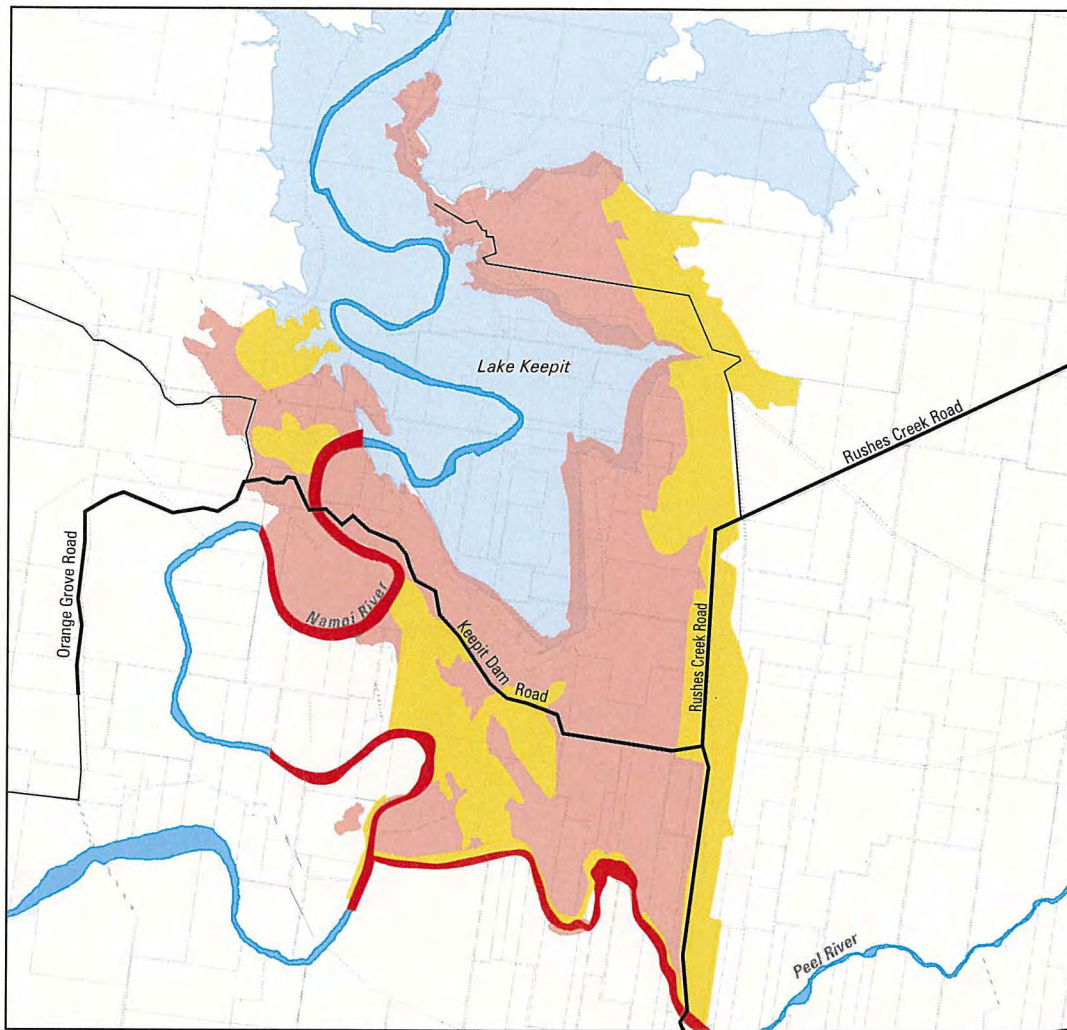 Lake Keepit
Rushes Creek Road
Orange Grove Road
Namoi River
Keepit Dam Road
Rushes Creek Road
Peel River